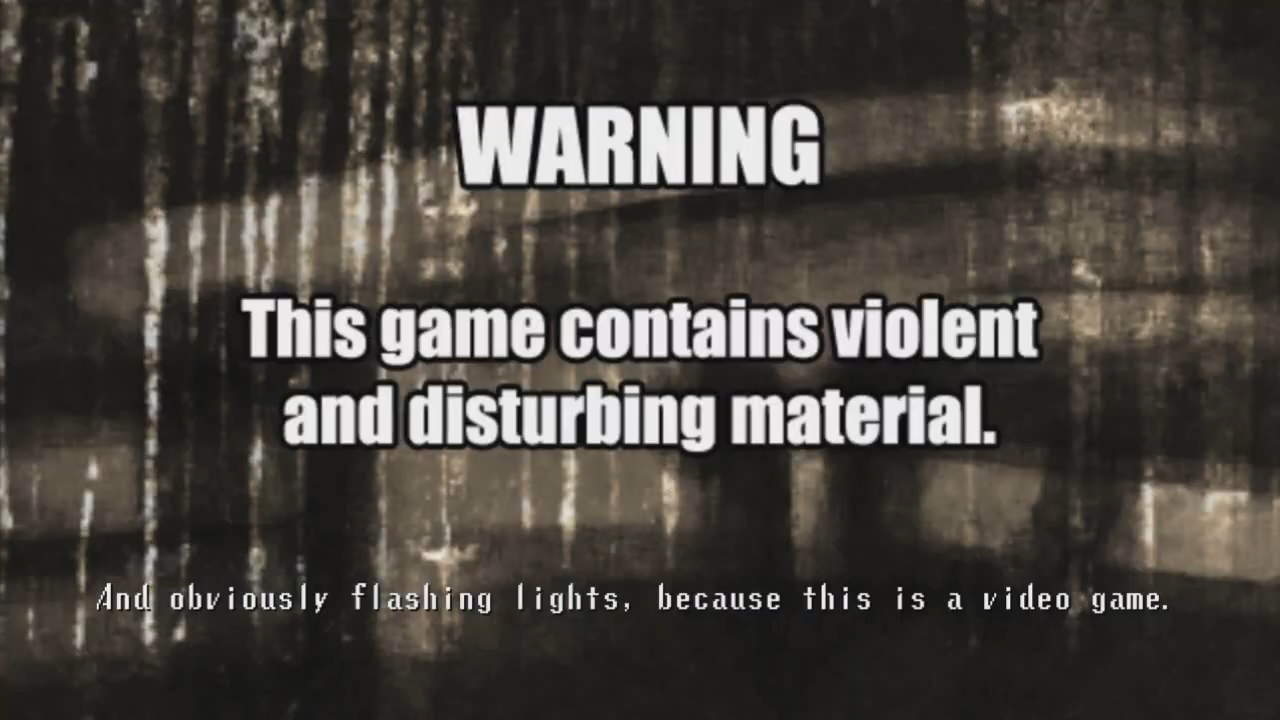 WARNING
This game contains violent
and disturbing material.
And obviously flashing lights, because this is a video game.